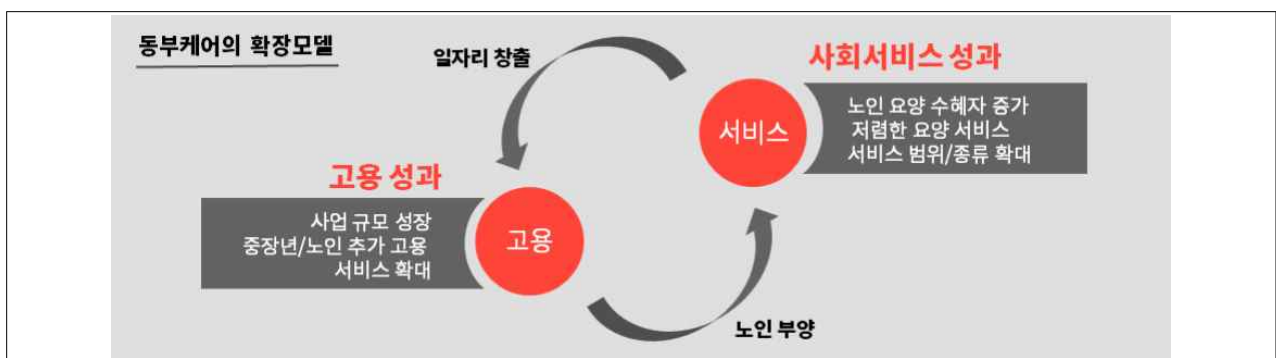 동부케어의 확장모델
일자리 창출
사회서비스 성과
서비스
노인 요양 수혜자 증가
저렴한 요양 서비스
서비스 범위/종류 확대
고용 성과
사업 규모 성장
중장년/노인 추가 고용
서비스 확대
고용
노인 부양